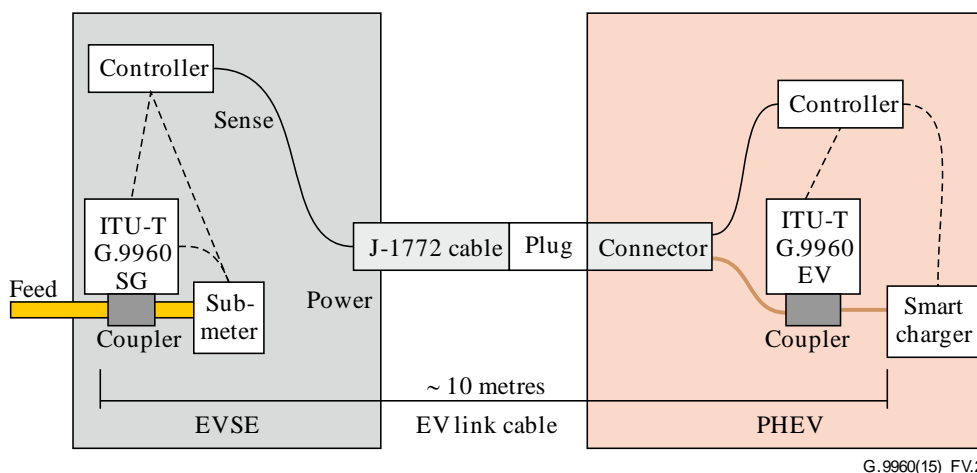 Controller
Sense
ITU-T
G.9960
SG
Feed
Coupler
Sub-
meter
Power
EVSE
J-1772 cable
Plug
Connector
~ 10 metres
EV link cable
Controller
ITU-T
G.9960
EV
Coupler
Smart
charger
PHEV